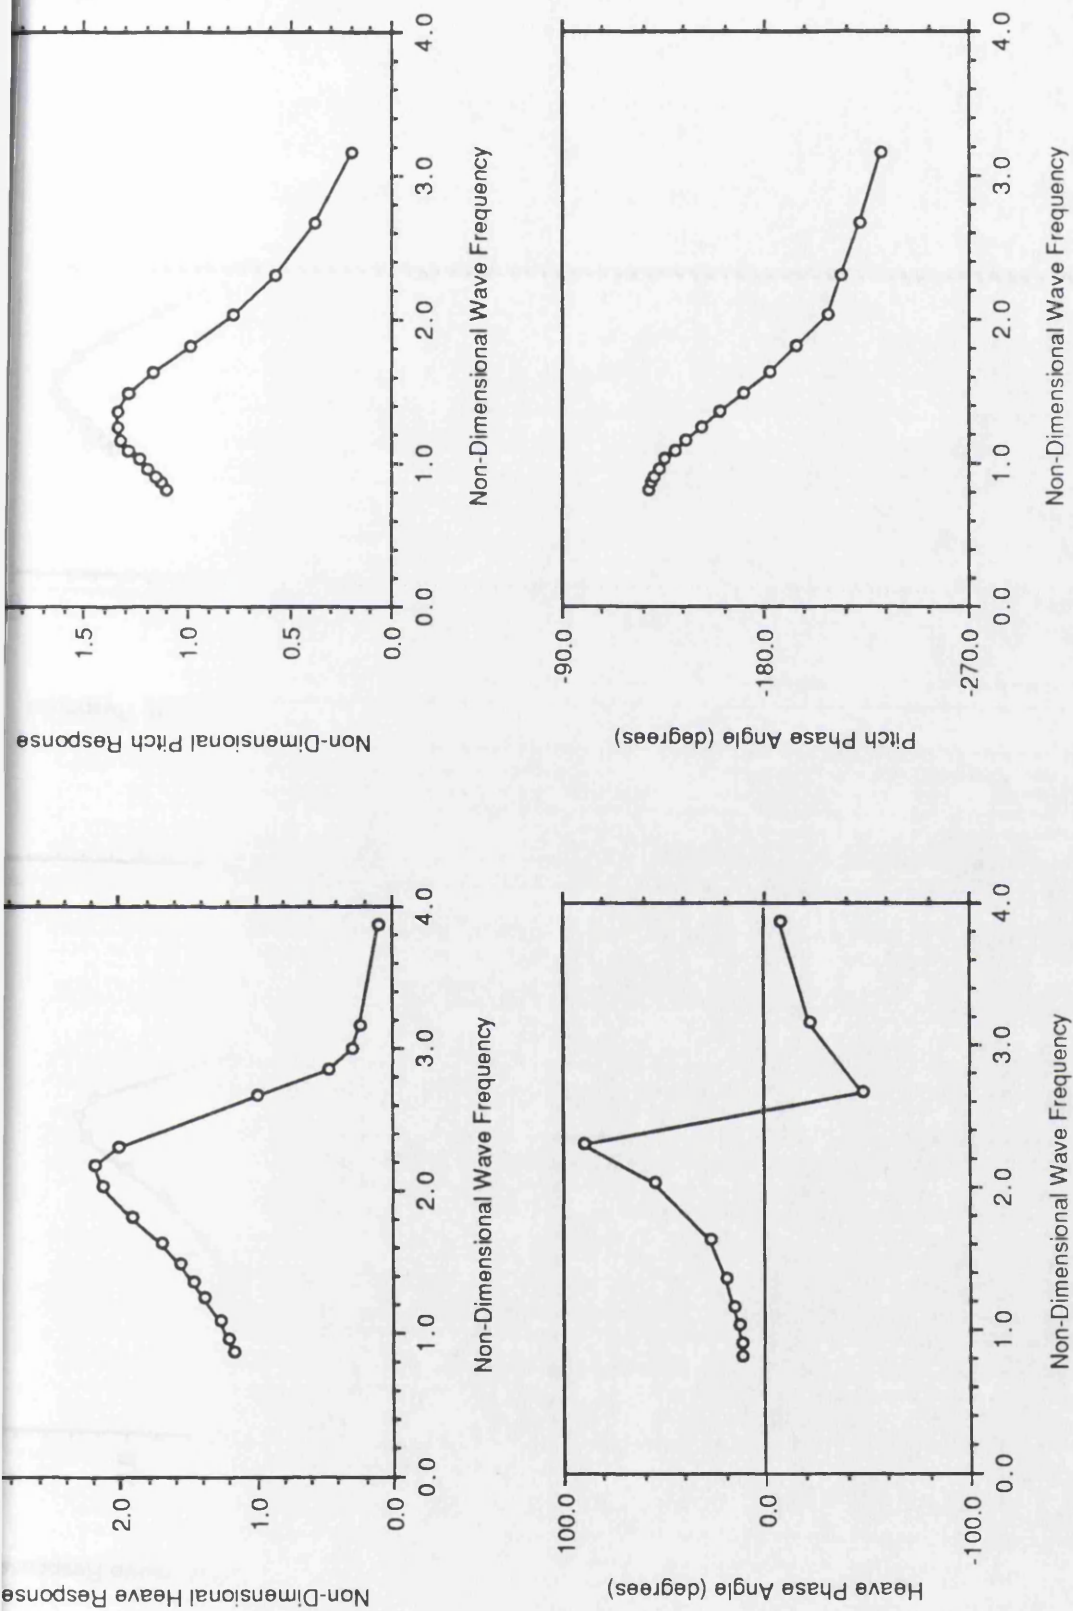 Non-Dimensional Heave Response
2.0
1.0
0.0
0.0 1.0 2.0 3.0 4.0
Non-Dimensional Wave Frequency
Non-Dimensional Pitch Response
1.5
1.0
0.5
0.0
0.0 1.0 2.0 3.0 4.0
Non-Dimensional Wave Frequency
Heave Phase Angle (degrees)
100.0
0.0
-100.0
0.0 1.0 2.0 3.0 4.0
Non-Dimensional Wave Frequency
Pitch Phase Angle (degrees)
-90.0
-180.0
-270.0
0.0 1.0 2.0 3.0 4.0
Non-Dimensional Wave Frequency